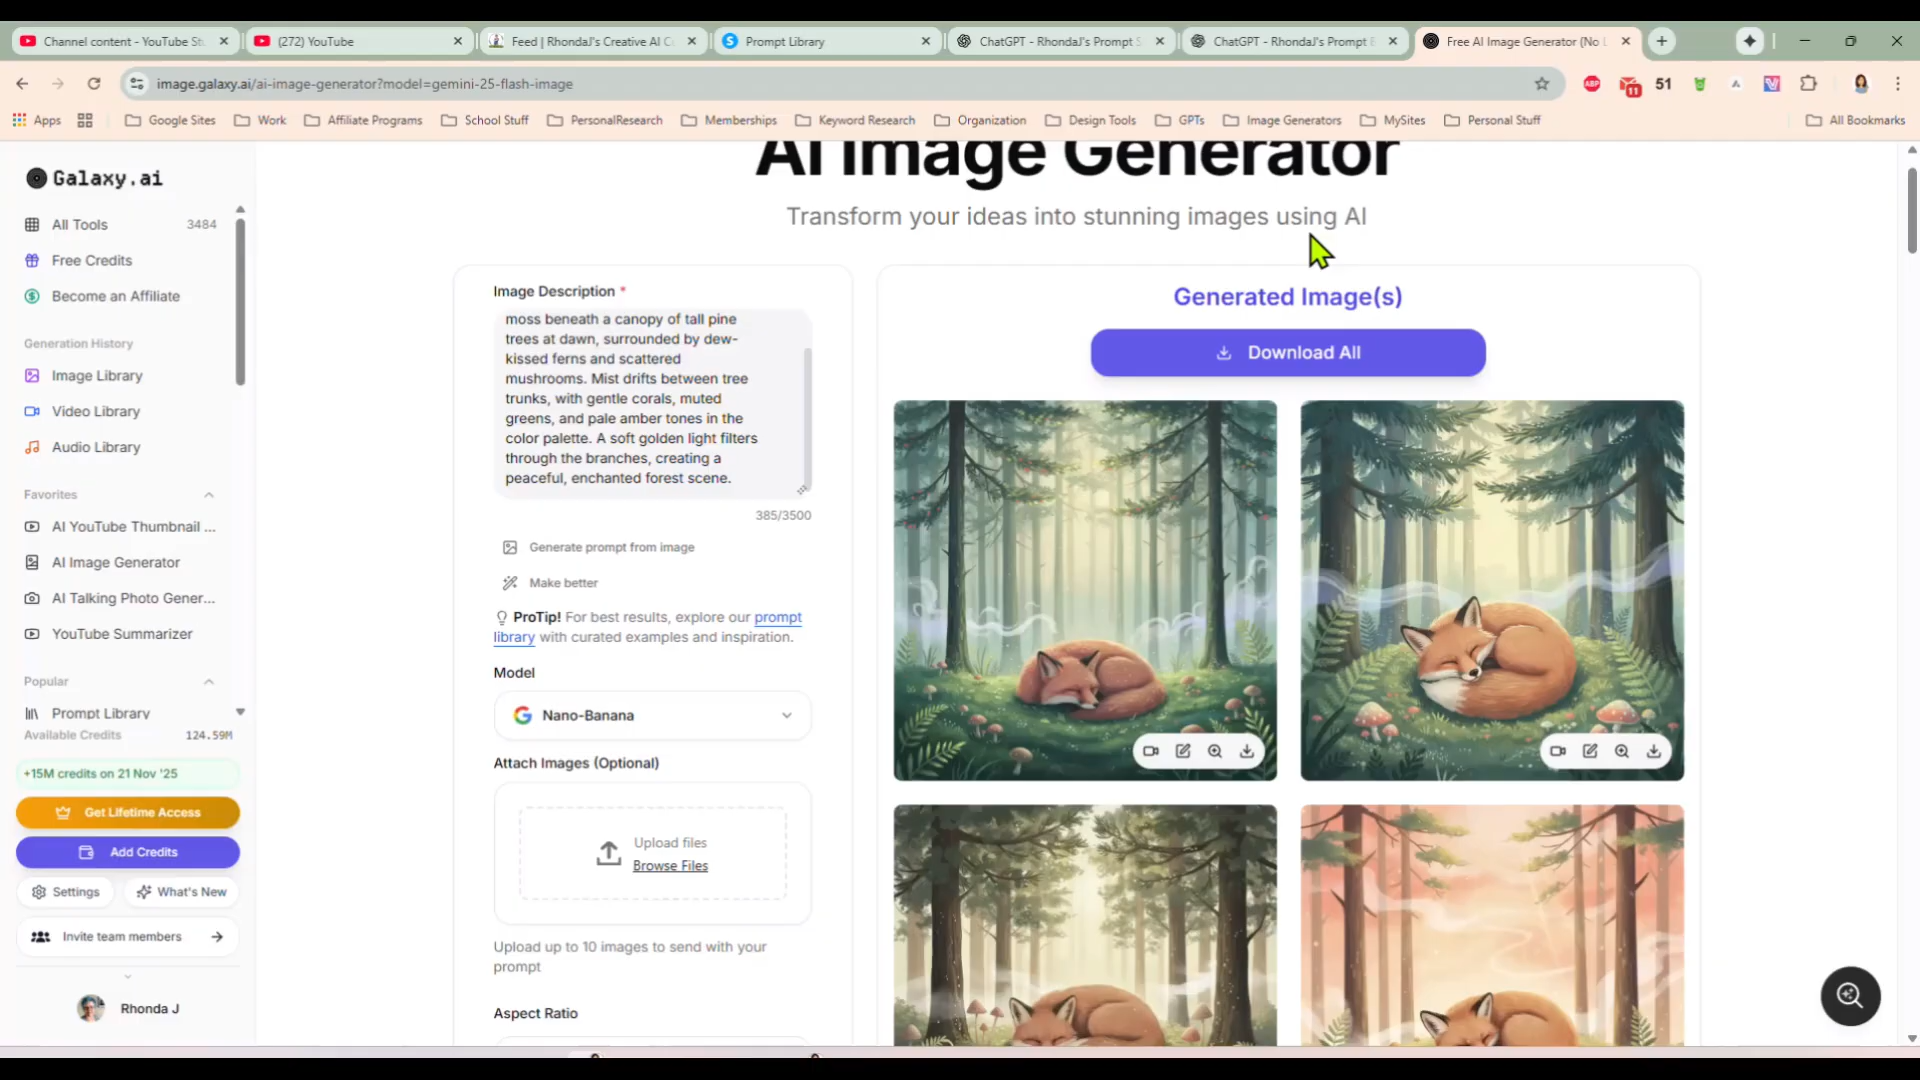 Channel content - YouTube St
(272) YouTube
Feed | RhondaJ's Creative AI C
Prompt Library
ChatGPT - RhondaJ's Prompt S
ChatGPT - RhondaJ's Prompt E
Free AI Image Generator (No L
image.galaxy.ai/ai-image-generator?model=gemini-25-flash-image
ABP
11
51
Apps
Google Sites
Work
Affiliate Programs
School Stuff
PersonalResearch
Memberships
Keyword Research
Organization
Design Tools
GPTs
Image Generators
MySites
Personal Stuff
All Bookmarks
Galaxy.ai
All Tools 3484
Free Credits
Become an Affiliate
Generation History
Image Library
Video Library
Audio Library
Favorites
AI YouTube Thumbnail ...
AI Image Generator
AI Talking Photo Gener...
YouTube Summarizer
Popular
Prompt Library
Available Credits 124.59M
+15M credits on 21 Nov '25
Get Lifetime Access
Add Credits
Settings
What's New
Invite team members
Rhonda J
AI Image Generator
Transform your ideas into stunning images using AI
Image Description *
moss beneath a canopy of tall pine
trees at dawn, surrounded by dew-
kissed ferns and scattered
mushrooms. Mist drifts between tree
trunks, with gentle corals, muted
greens, and pale amber tones in the
color palette. A soft golden light filters
through the branches, creating a
peaceful, enchanted forest scene.
385/3500
Generate prompt from image
Make better
ProTip! For best results, explore our prompt
library with curated examples and inspiration.
Model
Nano-Banana
Attach Images (Optional)
Upload files
Browse Files
Upload up to 10 images to send with your
prompt
Aspect Ratio
Generated Image(s)
Download All